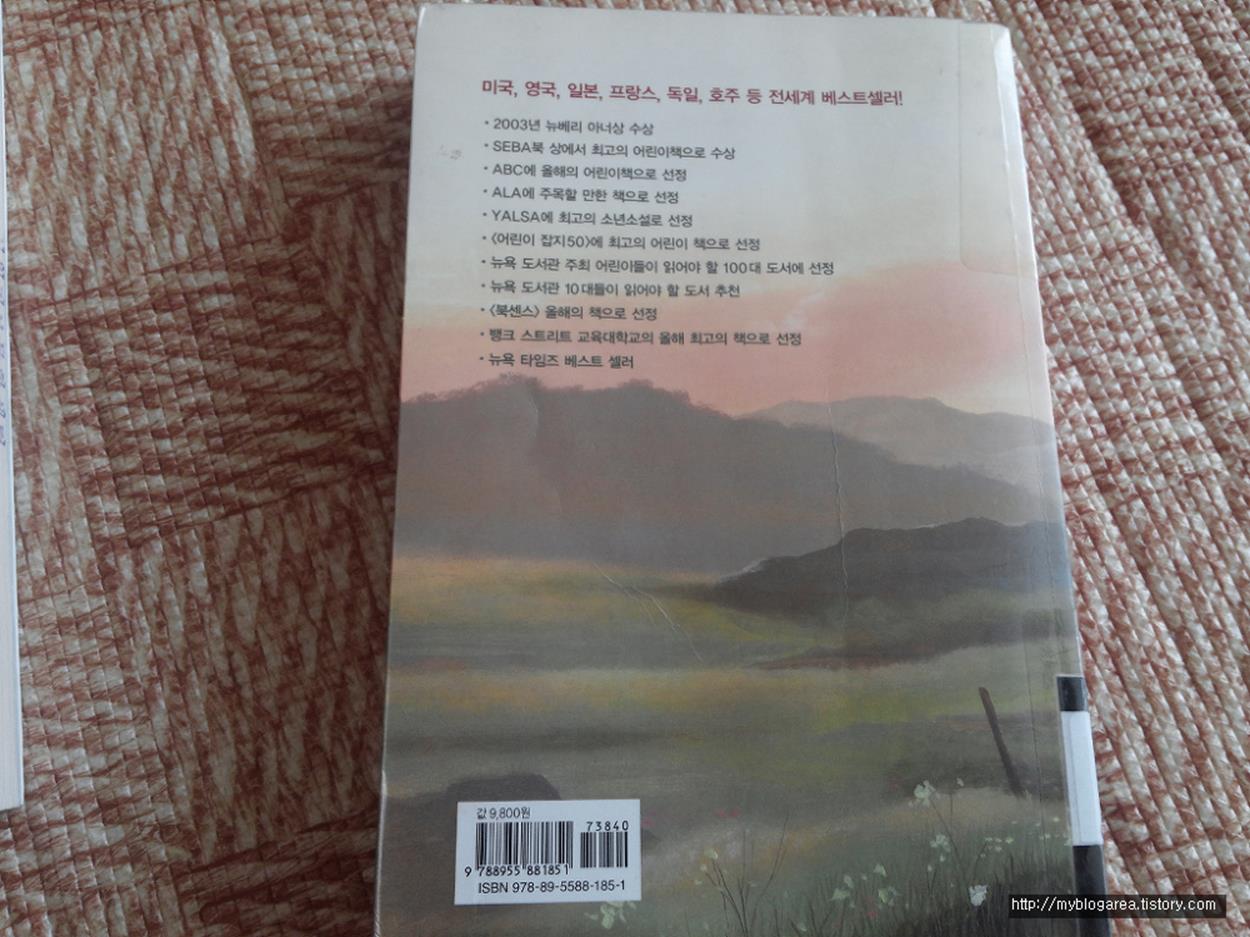 미국, 영국, 일본, 프랑스, 독일, 호주 등 전세계 베스트셀러!
• 2003년 뉴베리 아너상 수상
• SEBA북 상에서 최고의 어린이책으로 수상
• ABC에 올해의 어린이책으로 선정
• ALA에 주목할 만한 책으로 선정
• YALSA에 최고의 소년소설로 선정
• 〈어린이 잡지50〉에 최고의 어린이 책으로 선정
• 뉴욕 도서관 주최 어린아들이 읽어야 할 100대 도서에 선정
• 뉴욕 도서관 10대들이 읽어야 할 도서 추천
• 〈북센스〉 올해의 책으로 선정
• 뱅크 스트리트 교육대학교의 올해 최고의 책으로 선정
• 뉴욕 타임즈 베스트 셀러
값 9,800원
73840
9 788955 881851
ISBN 978-89-5588-185-1
http://myblogarea.tistory.com